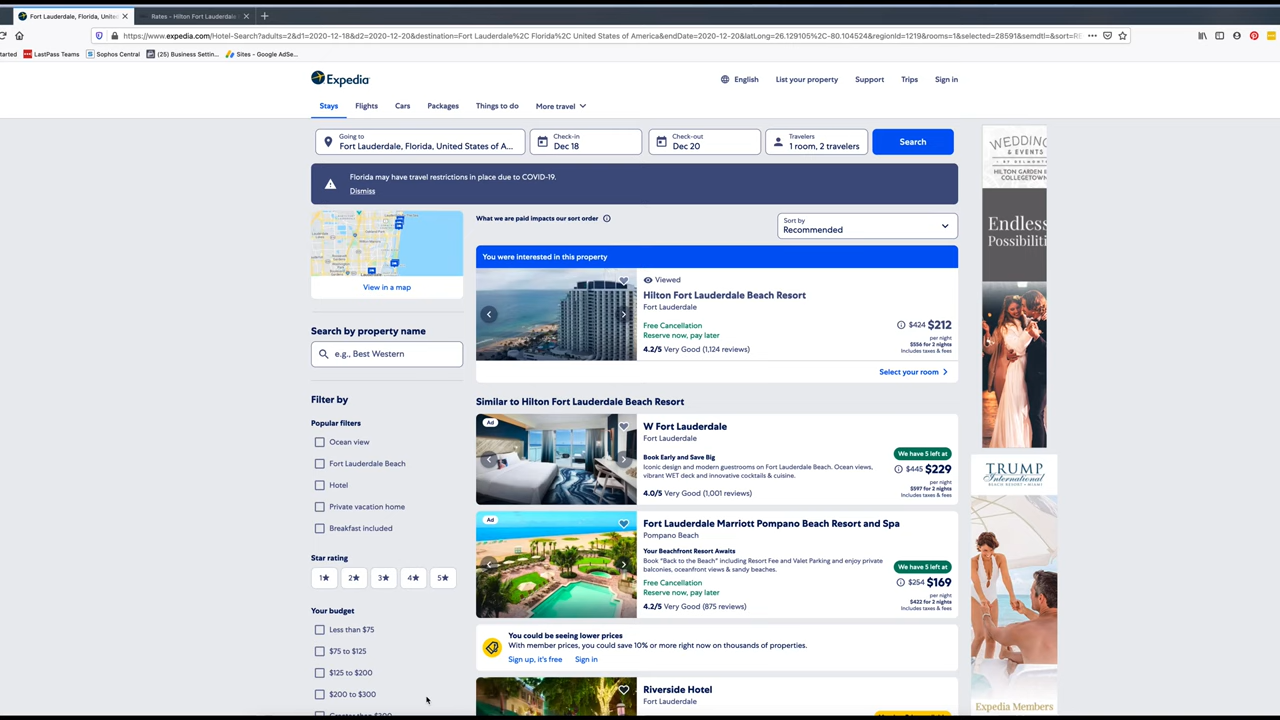 Fort Lauderdale, Florida, Unite
Rates - Hilton Fort Lauderdale
https://www.expedia.com/Hotel-Search?adults=2&d1=2020-12-18&d2=2020-12-20&destination=Fort Lauderdale%2C Florida%2C United States of America&endDate=2020-12-20&latLong=26.129105%2C-80.104524&regionId=1219&rooms=1&selected=28591&semdtl=&sort=RE
tarted
LastPass Teams
Sophos Central
(25) Business Settin...
Sites - Google AdSe...
Expedia
English
List your property
Support
Trips
Sign in
Stays
Flights
Cars
Packages
Things to do
More travel
Going to
Fort Lauderdale, Florida, United States of A...
Check-in
Dec 18
Check-out
Dec 20
Travelers
1 room, 2 travelers
Search
Florida may have travel restrictions in place due to COVID-19.
Dismiss
View in a map
What we are paid impacts our sort order
Sort by
Recommended
You were interested in this property
Viewed
Hilton Fort Lauderdale Beach Resort
Fort Lauderdale
Free Cancellation
Reserve now, pay later
4.2/5 Very Good (1,124 reviews)
$424 $212
per night
$556 for 2 nights
Includes taxes & fees
Select your room
Search by property name
e.g., Best Western
Filter by
Popular filters
Ocean view
Fort Lauderdale Beach
Hotel
Private vacation home
Breakfast included
Star rating
1★
2★
3★
4★
5★
Your budget
Less than $75
$75 to $125
$125 to $200
$200 to $300
Greater than $300
Similar to Hilton Fort Lauderdale Beach Resort
Ad
W Fort Lauderdale
Fort Lauderdale
Book Early and Save Big
Iconic design and modern guestrooms on Fort Lauderdale Beach. Ocean views,
vibrant WET deck and innovative cocktails & cuisine.
4.0/5 Very Good (1,001 reviews)
We have 5 left at
$445 $229
per night
$597 for 2 nights
Includes taxes & fees
Ad
Fort Lauderdale Marriott Pompano Beach Resort and Spa
Pompano Beach
Your Beachfront Resort Awaits
Book "Back to the Beach" including Resort Fee and Valet Parking and enjoy private
balconies, oceanfront views & sandy beaches.
Free Cancellation
Reserve now, pay later
4.2/5 Very Good (875 reviews)
We have 5 left at
$254 $169
per night
$422 for 2 nights
Includes taxes & fees
You could be seeing lower prices
With member prices, you could save 10% or more right now on thousands of properties.
Sign up, it's free
Sign in
Riverside Hotel
Fort Lauderdale
WEDDING
& EVENTS
HILTON GARDEN
COLLEGETOWN
Endless
Possibiliti
TRUMP
International
BEACH RESORT • MIAMI
Expedia Members